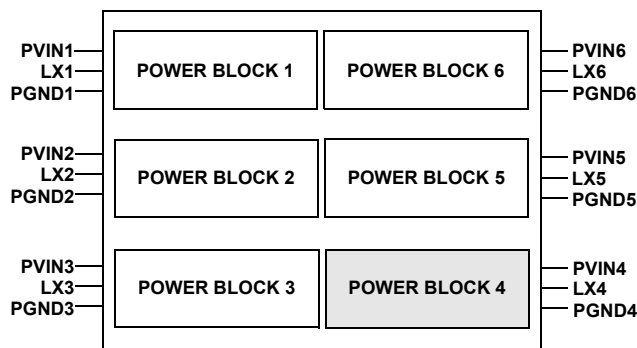 PVIN1
LX1
PGND1
POWER BLOCK 1
POWER BLOCK 6
PVIN6
LX6
PGND6
PVIN2
LX2
PGND2
POWER BLOCK 2
POWER BLOCK 5
PVIN5
LX5
PGND5
PVIN3
LX3
PGND3
POWER BLOCK 3
POWER BLOCK 4
PVIN4
LX4
PGND4